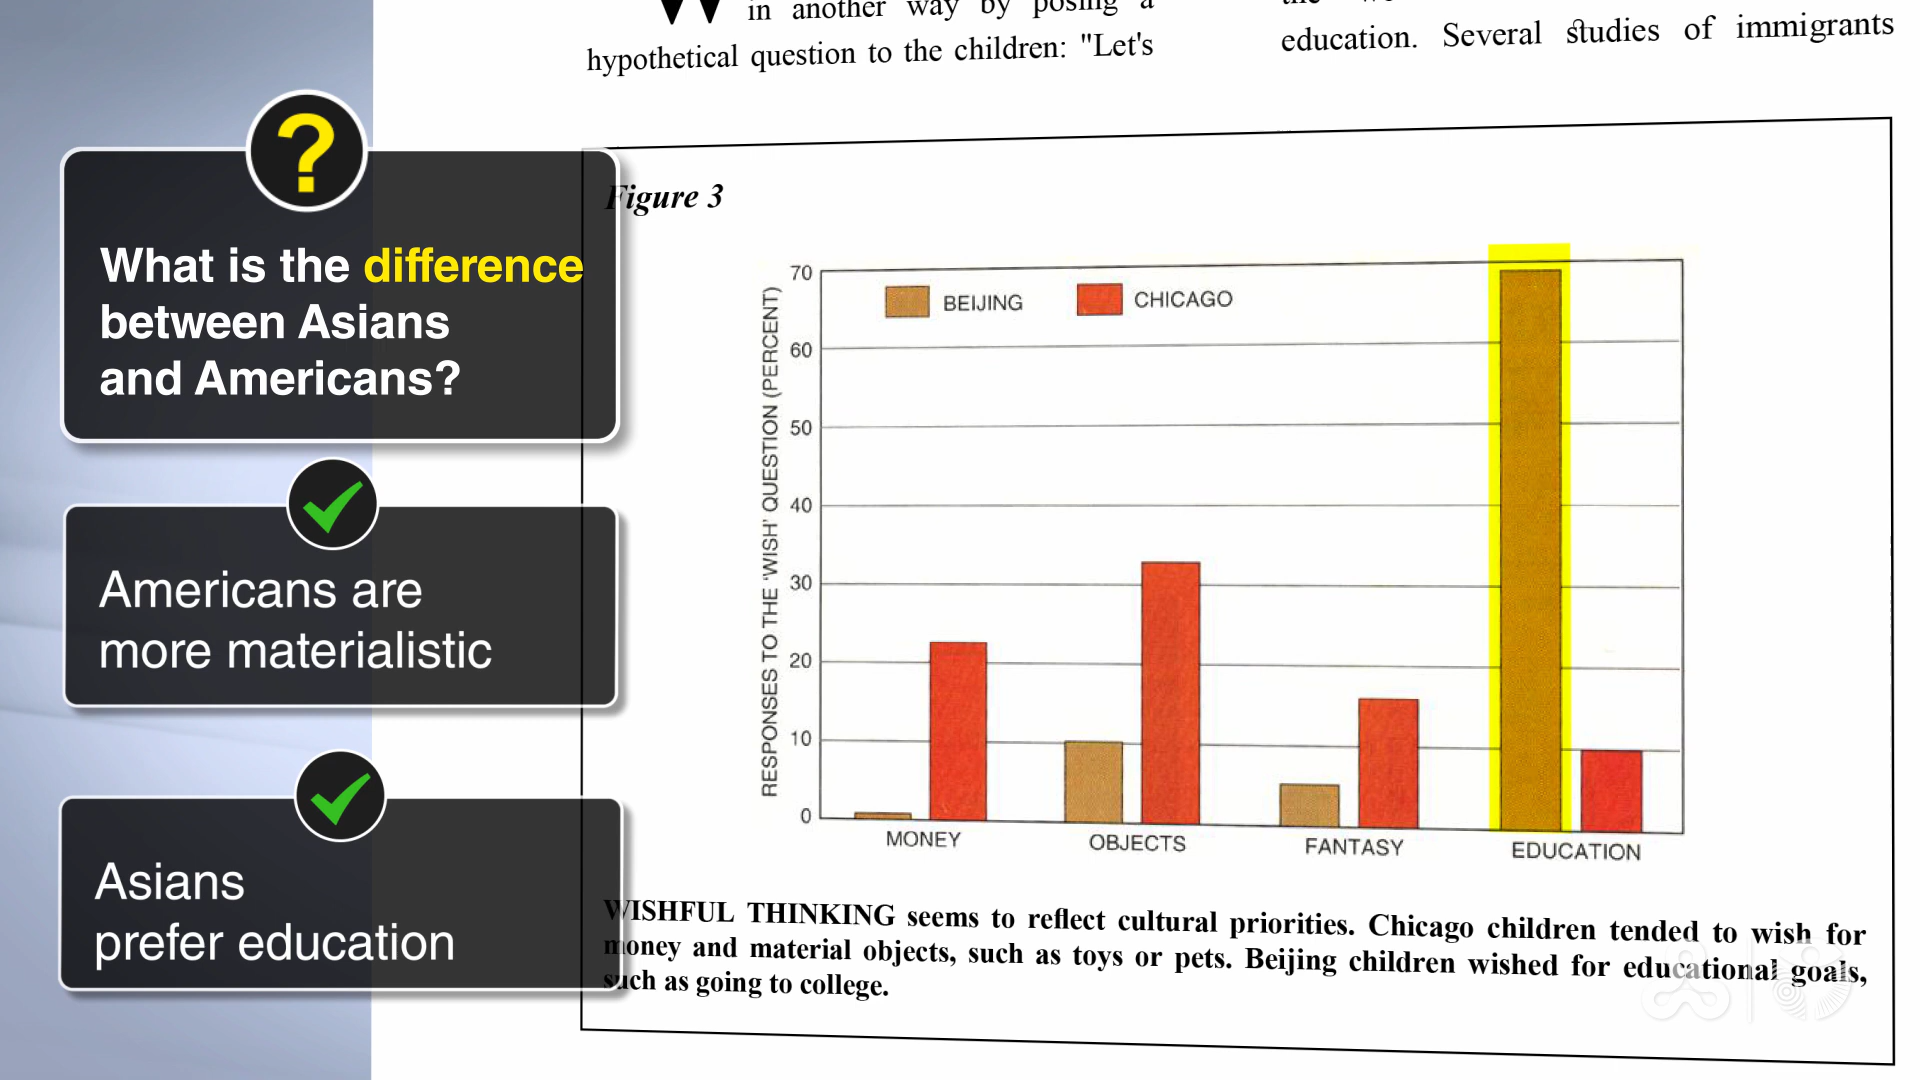 in another way by posing a
hypothetical question to the children: "Let's
education. Several studies of immigrants
?
What is the difference
between Asians
and Americans?
Americans are
more materialistic
Asians
prefer education
Figure 3
RESPONSES TO THE 'WISH' QUESTION (PERCENT)
70
60
50
40
30
20
10
0
BEIJING
CHICAGO
MONEY
OBJECTS
FANTASY
EDUCATION
WISHFUL THINKING seems to reflect cultural priorities. Chicago children tended to wish for
money and material objects, such as toys or pets. Beijing children wished for educational goals,
such as going to college.